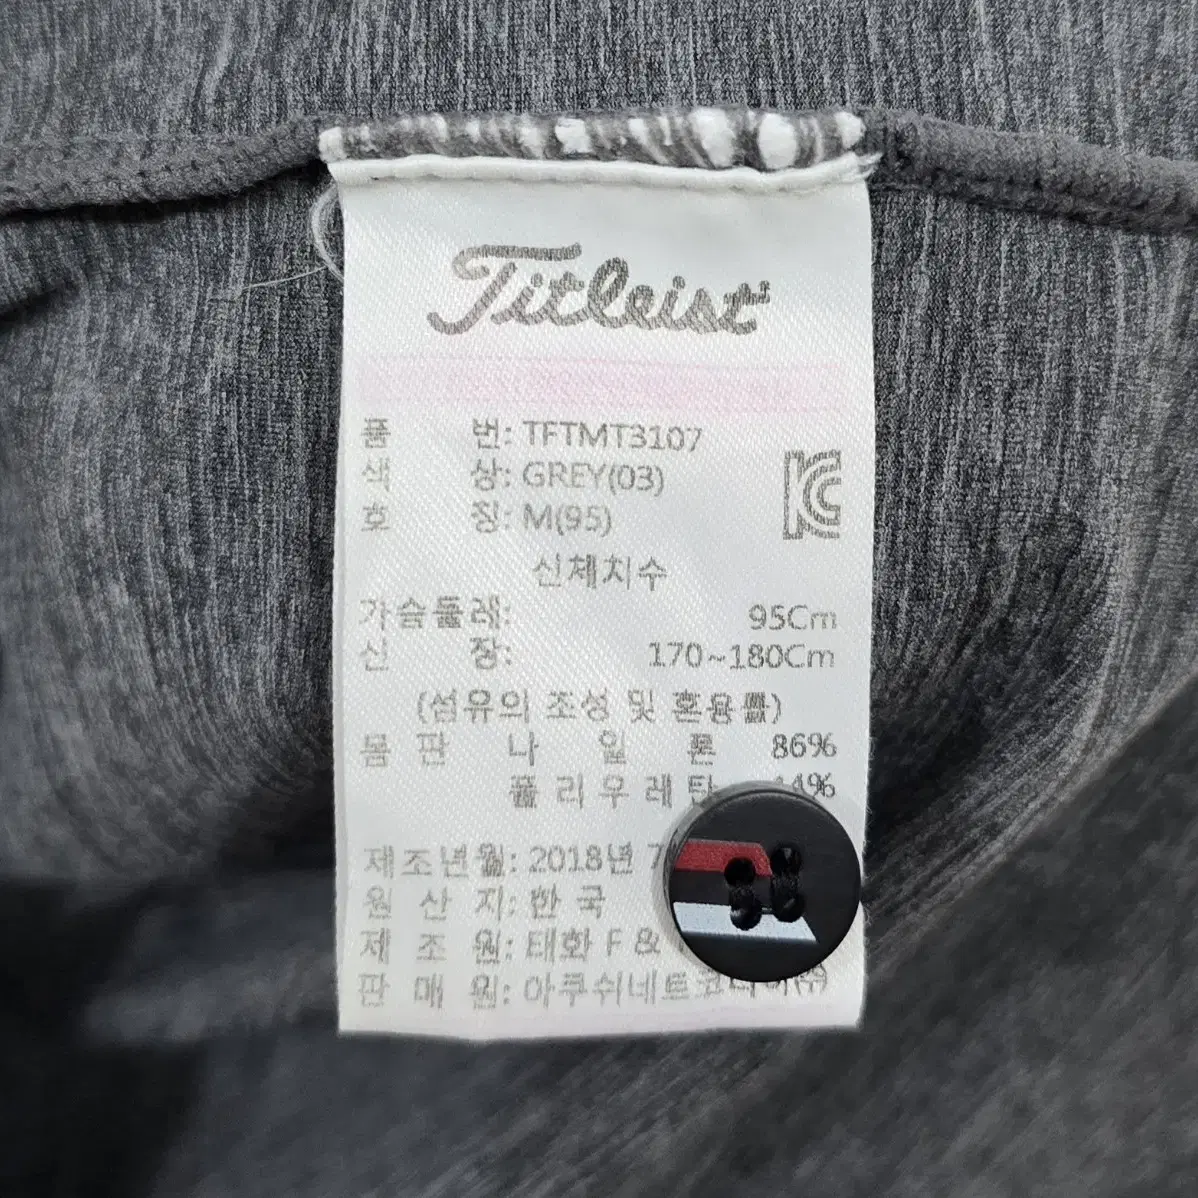 Titleist
품 번: TFTMT3107
색 상: GREY(03)
호 칭: M(95)
신체치수
가슴둘레: 95Cm
신 장: 170~180Cm
(섬유의 조성 및 혼용률)
몸 판 나 일 론 86%
폴 리 우 레 탄 14%
제조년월: 2018년 7
원 산 지: 한 국
제 조 원: 태화 F &
판 매 원: 아쿠쉬네트코리아(주)